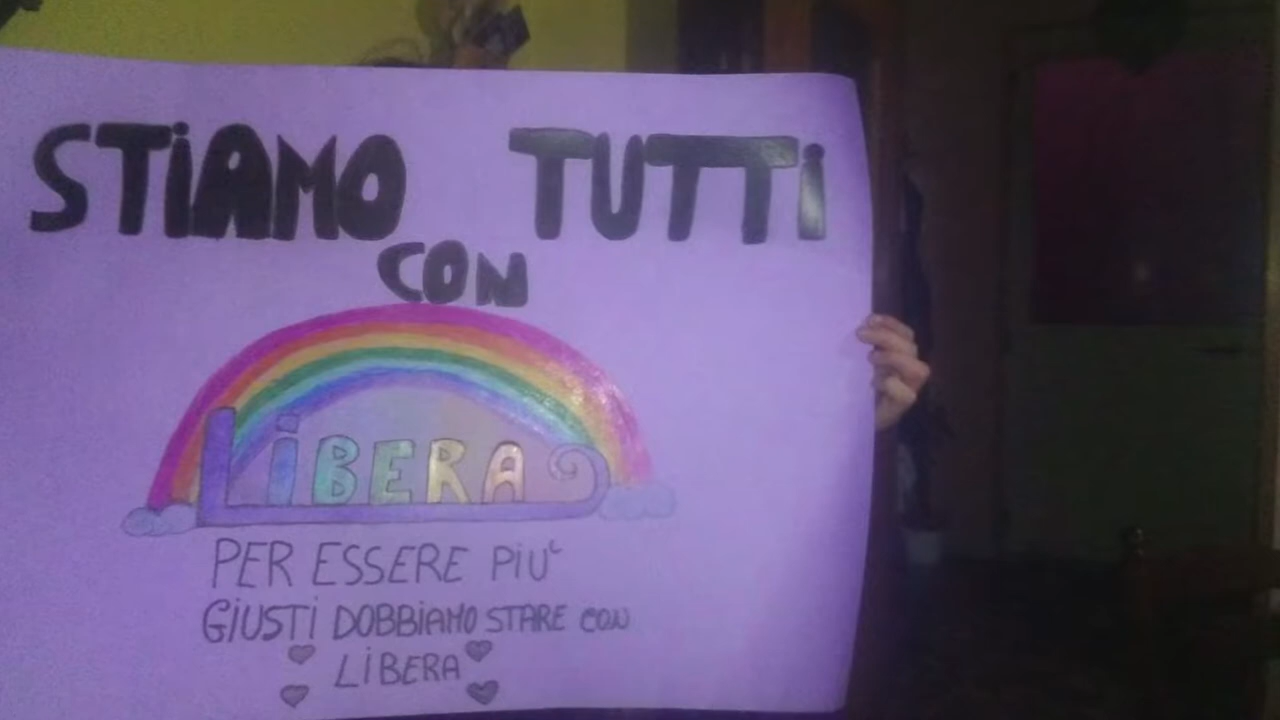 STiAMO TUTTi
CON
LiBERA
PER ESSERE PiU'
GiUSTi DOBBiAMO STARE CON
LiBERA